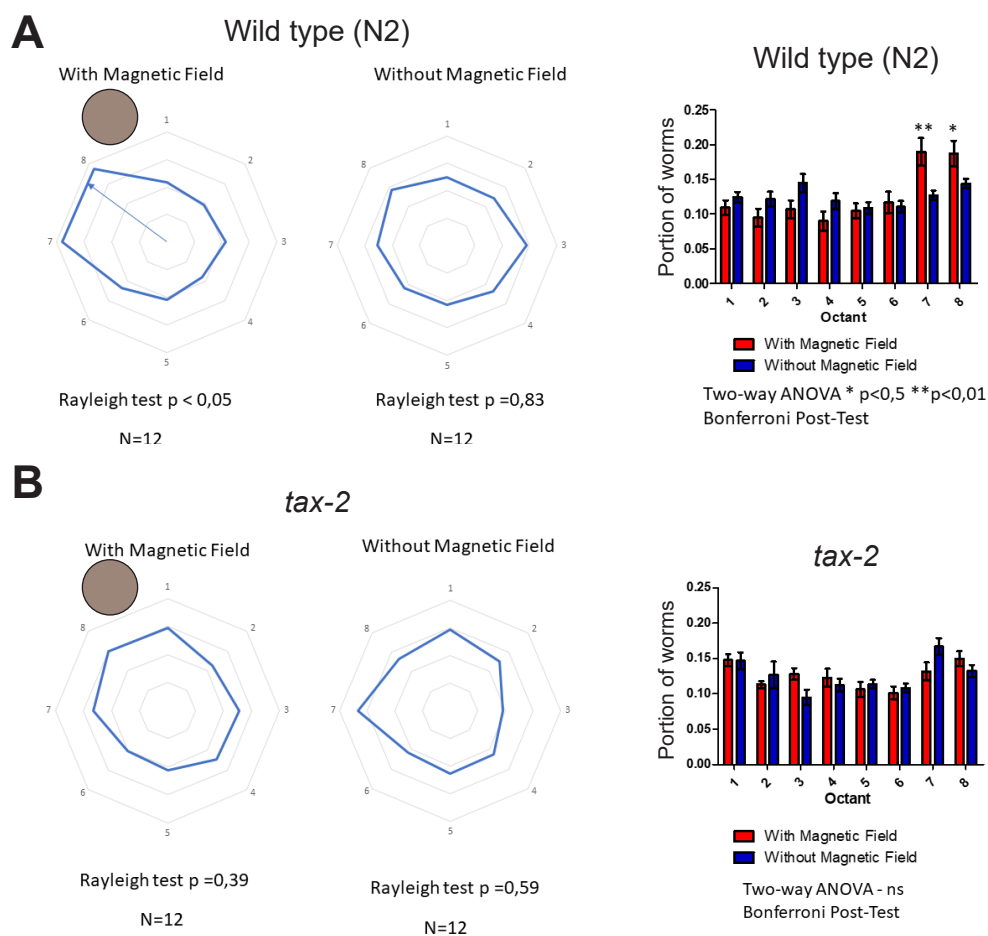 A
Wild type (N2)
With Magnetic Field
1
2
3
4
5
6
7
8
Rayleigh test p < 0,05
N=12
Without Magnetic Field
1
2
3
4
5
6
7
8
Rayleigh test p =0,83
N=12
Wild type (N2)
Portion of worms
0.25
0.20
0.15
0.10
0.05
0.00
** *
1 2 3 4 5 6 7 8
Octant
With Magnetic Field
Without Magnetic Field
Two-way ANOVA * p<0,5 **p<0,01
Bonferroni Post-Test
B
tax-2
With Magnetic Field
1
2
3
4
5
6
7
8
Rayleigh test p =0,39
N=12
Without Magnetic Field
1
2
3
4
5
6
7
8
Rayleigh test p =0,59
N=12
tax-2
Portion of worms
0.25
0.20
0.15
0.10
0.05
0.00
1 2 3 4 5 6 7 8
Octant
With Magnetic Field
Without Magnetic Field
Two-way ANOVA - ns
Bonferroni Post-Test